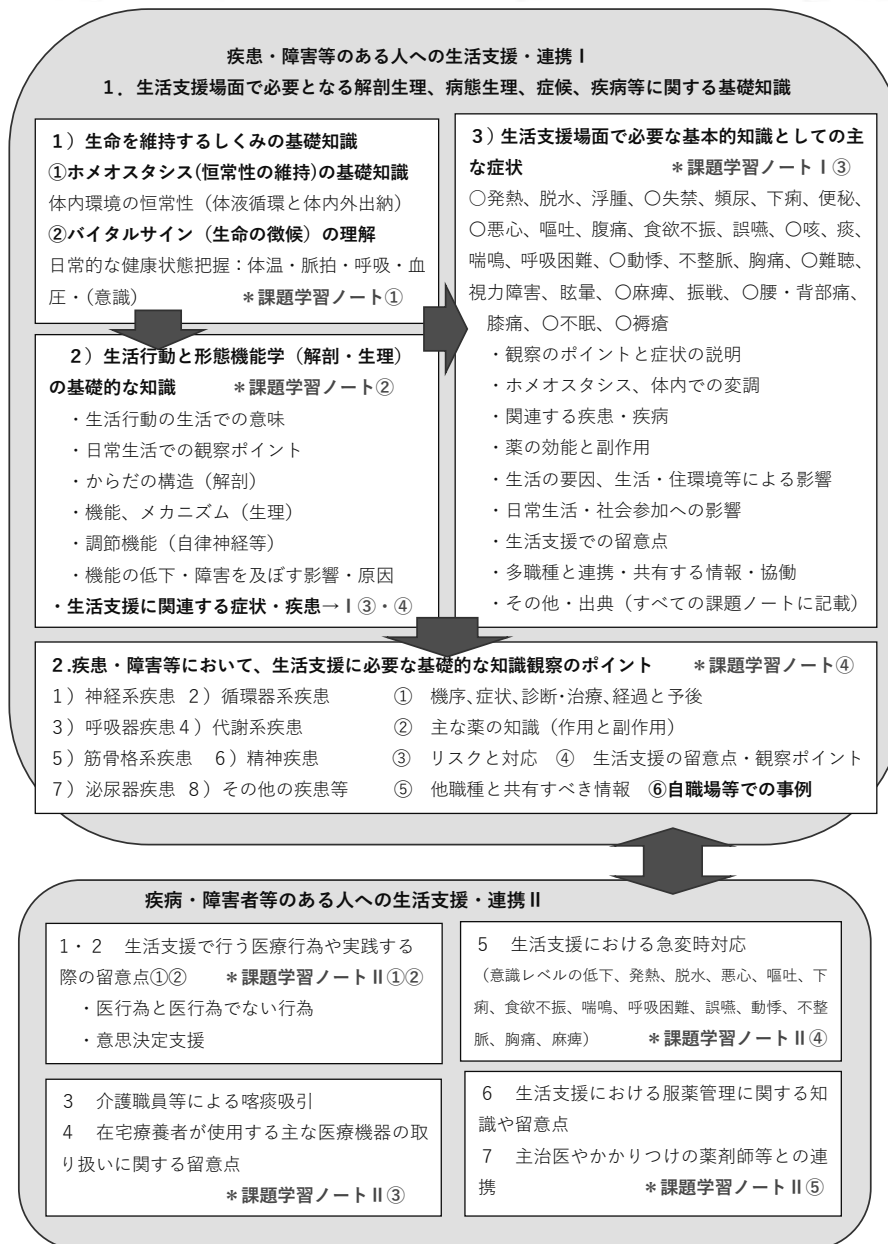 疾患・障害等のある人への生活支援・連携Ⅰ
1．生活支援場面で必要となる解剖生理、病態生理、症候、疾病等に関する基礎知識
1）生命を維持するしくみの基礎知識
①ホメオスタシス(恒常性の維持)の基礎知識
体内環境の恒常性（体液循環と体内外出納）
②バイタルサイン（生命の徴候）の理解
日常的な健康状態把握：体温・脈拍・呼吸・血
圧・(意識)　＊課題学習ノート①
2）生活行動と形態機能学（解剖・生理）
の基礎的な知識　＊課題学習ノート②
・生活行動の生活での意味
・日常生活での観察ポイント
・からだの構造（解剖）
・機能、メカニズム（生理）
・調節機能（自律神経等）
・機能の低下・障害を及ぼす影響・原因
・生活支援に関連する症状・疾患→Ⅰ③・④
3）生活支援場面で必要な基本的知識としての主
な症状　＊課題学習ノートⅠ③
○発熱、脱水、浮腫、○失禁、頻尿、下痢、便秘、
○悪心、嘔吐、腹痛、食欲不振、誤嚥、○咳、痰、
喘鳴、呼吸困難、○動悸、不整脈、胸痛、○難聴、
視力障害、眩暈、○麻痺、振戦、○腰・背部痛、
膝痛、○不眠、○褥瘡
・観察のポイントと症状の説明
・ホメオスタシス、体内での変調
・関連する疾患・疾病
・薬の効能と副作用
・生活の要因、生活・住環境等による影響
・日常生活・社会参加への影響
・生活支援での留意点
・多職種と連携・共有する情報・協働
・その他・出典（すべての課題ノートに記載）
2.疾患・障害等において、生活支援に必要な基礎的な知識観察のポイント　＊課題学習ノート④
1）神経系疾患 2）循環器系疾患　①　機序、症状、診断・治療、経過と予後
3）呼吸器疾患 4）代謝系疾患　②　主な薬の知識（作用と副作用）
5）筋骨格系疾患　6）精神疾患　③　リスクと対応　④　生活支援の留意点・観察ポイント
7）泌尿器疾患 8）その他の疾患等　⑤　他職種と共有すべき情報　⑥自職場等での事例
疾病・障害者等のある人への生活支援・連携Ⅱ
1・2　生活支援で行う医療行為や実践する
際の留意点①②　＊課題学習ノートⅡ①②
・医行為と医行為でない行為
・意思決定支援
3　介護職員等による喀痰吸引
4　在宅療養者が使用する主な医療機器の取
り扱いに関する留意点
＊課題学習ノートⅡ③
5　生活支援における急変時対応
（意識レベルの低下、発熱、脱水、悪心、嘔吐、下
痢、食欲不振、喘鳴、呼吸困難、誤嚥、動悸、不整
脈、胸痛、麻痺）　＊課題学習ノートⅡ④
6　生活支援における服薬管理に関する知
識や留意点
7　主治医やかかりつけの薬剤師等との連
携　＊課題学習ノートⅡ⑤